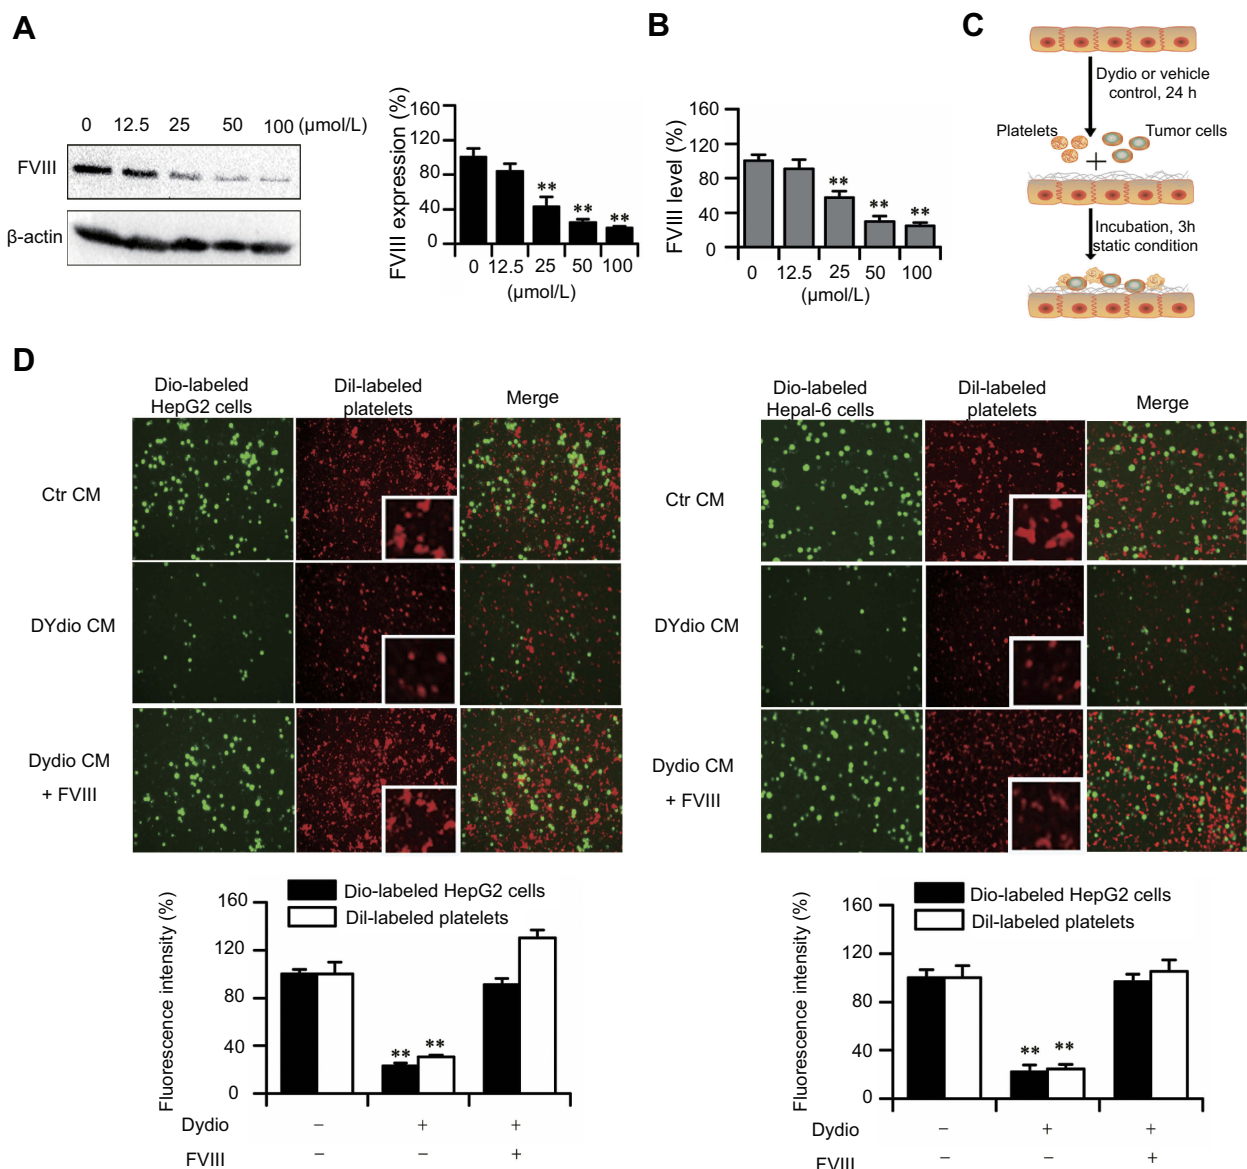 A
0 12.5 25 50 100 (μmol/L)
FVIII
β-actin
FVIII expression (%)
160
120
80
40
0
** ** **
0 12.5 25 50 100
(μmol/L)
B
FVIII level (%)
160
120
80
40
0
** ** **
0 12.5 25 50 100
(μmol/L)
C
Dydio or vehicle
control, 24 h
Platelets
Tumor cells
+
Incubation, 3h
static condition
D
Dio-labeled
HepG2 cells
Dil-labeled
platelets
Merge
Ctr CM
DYdio CM
Dydio CM
+ FVIII
Dio-labeled
Hepal-6 cells
Dil-labeled
platelets
Merge
Ctr CM
DYdio CM
Dydio CM
+ FVIII
Fluorescence intensity (%)
160
120
80
40
0
Dio-labeled HepG2 cells
Dil-labeled platelets
** **
Dydio − + +
FVIII − − +
Fluorescence intensity (%)
160
120
80
40
0
Dio-labeled HepG2 cells
Dil-labeled platelets
** **
Dydio − + +
FVIII − − +